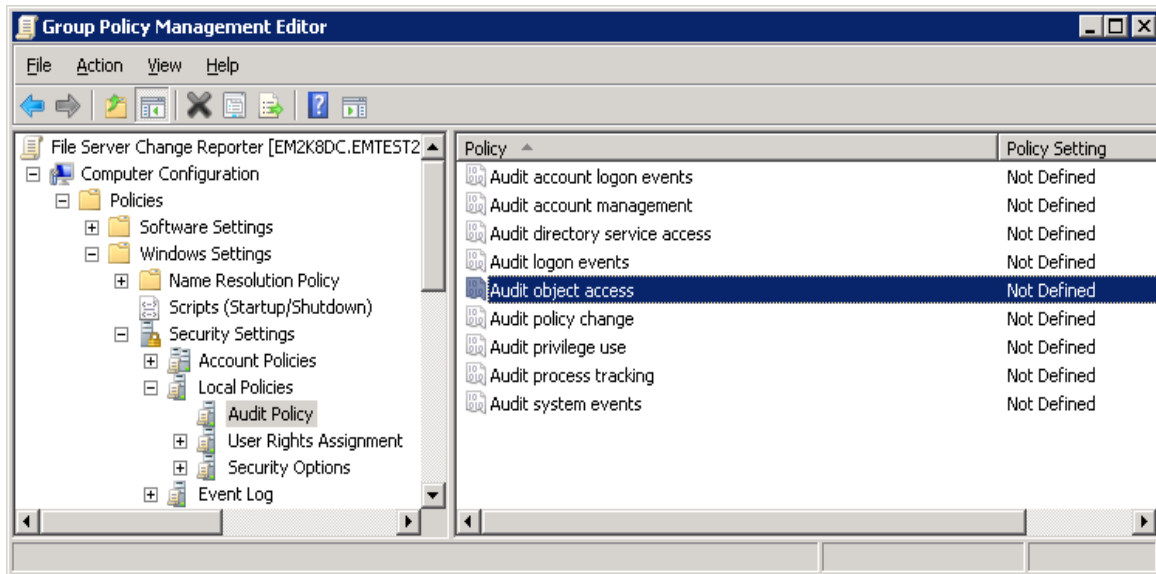 Group Policy Management Editor
File Action View Help
File Server Change Reporter [EM2K8DC.EMTEST2
Computer Configuration
Policies
Software Settings
Windows Settings
Name Resolution Policy
Scripts (Startup/Shutdown)
Security Settings
Account Policies
Local Policies
Audit Policy
User Rights Assignment
Security Options
Event Log
Policy Policy Setting
Audit account logon events Not Defined
Audit account management Not Defined
Audit directory service access Not Defined
Audit logon events Not Defined
Audit object access Not Defined
Audit policy change Not Defined
Audit privilege use Not Defined
Audit process tracking Not Defined
Audit system events Not Defined